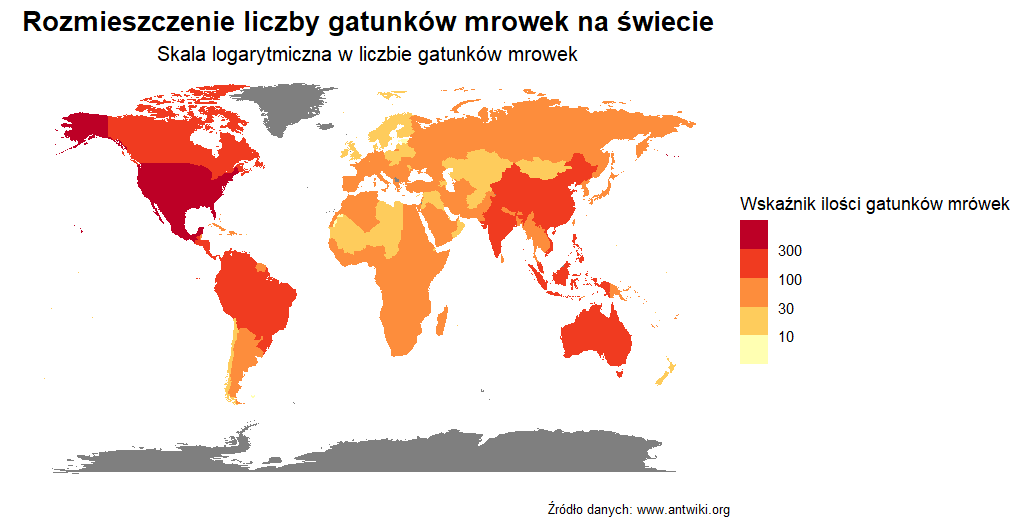 Rozmieszczenie liczby gatunków mrowek na świecie
Skala logarytmiczna w liczbie gatunków mrowek
Wskaźnik ilości gatunków mrówek
300
100
30
10
Źródło danych: www.antwiki.org